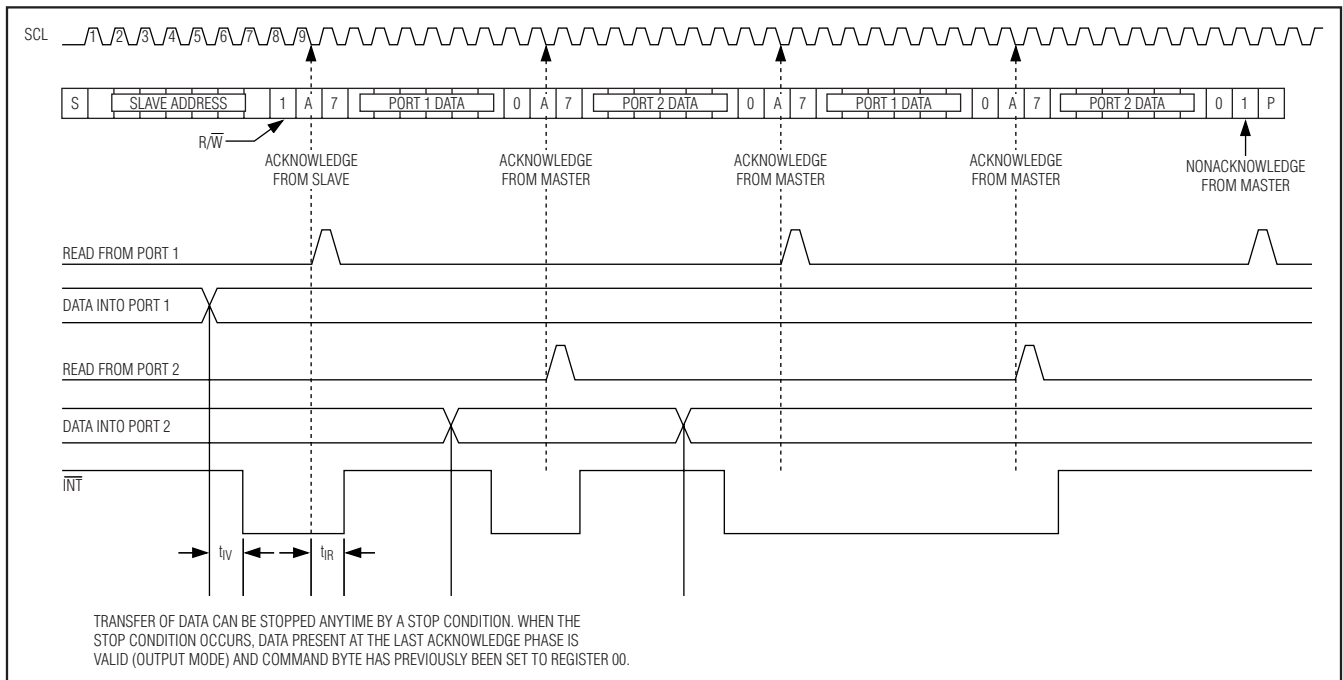 SCL 1 2 3 4 5 6 7 8 9
S SLAVE ADDRESS 1 A 7 PORT 1 DATA 0 A 7 PORT 2 DATA 0 A 7 PORT 1 DATA 0 A 7 PORT 2 DATA 0 1 P
R/W̅
ACKNOWLEDGE
FROM SLAVE
ACKNOWLEDGE
FROM MASTER
ACKNOWLEDGE
FROM MASTER
ACKNOWLEDGE
FROM MASTER
NONACKNOWLEDGE
FROM MASTER
READ FROM PORT 1
DATA INTO PORT 1
READ FROM PORT 2
DATA INTO PORT 2
I̅N̅T̅
tIV tIR
TRANSFER OF DATA CAN BE STOPPED ANYTIME BY A STOP CONDITION. WHEN THE
STOP CONDITION OCCURS, DATA PRESENT AT THE LAST ACKNOWLEDGE PHASE IS
VALID (OUTPUT MODE) AND COMMAND BYTE HAS PREVIOUSLY BEEN SET TO REGISTER 00.